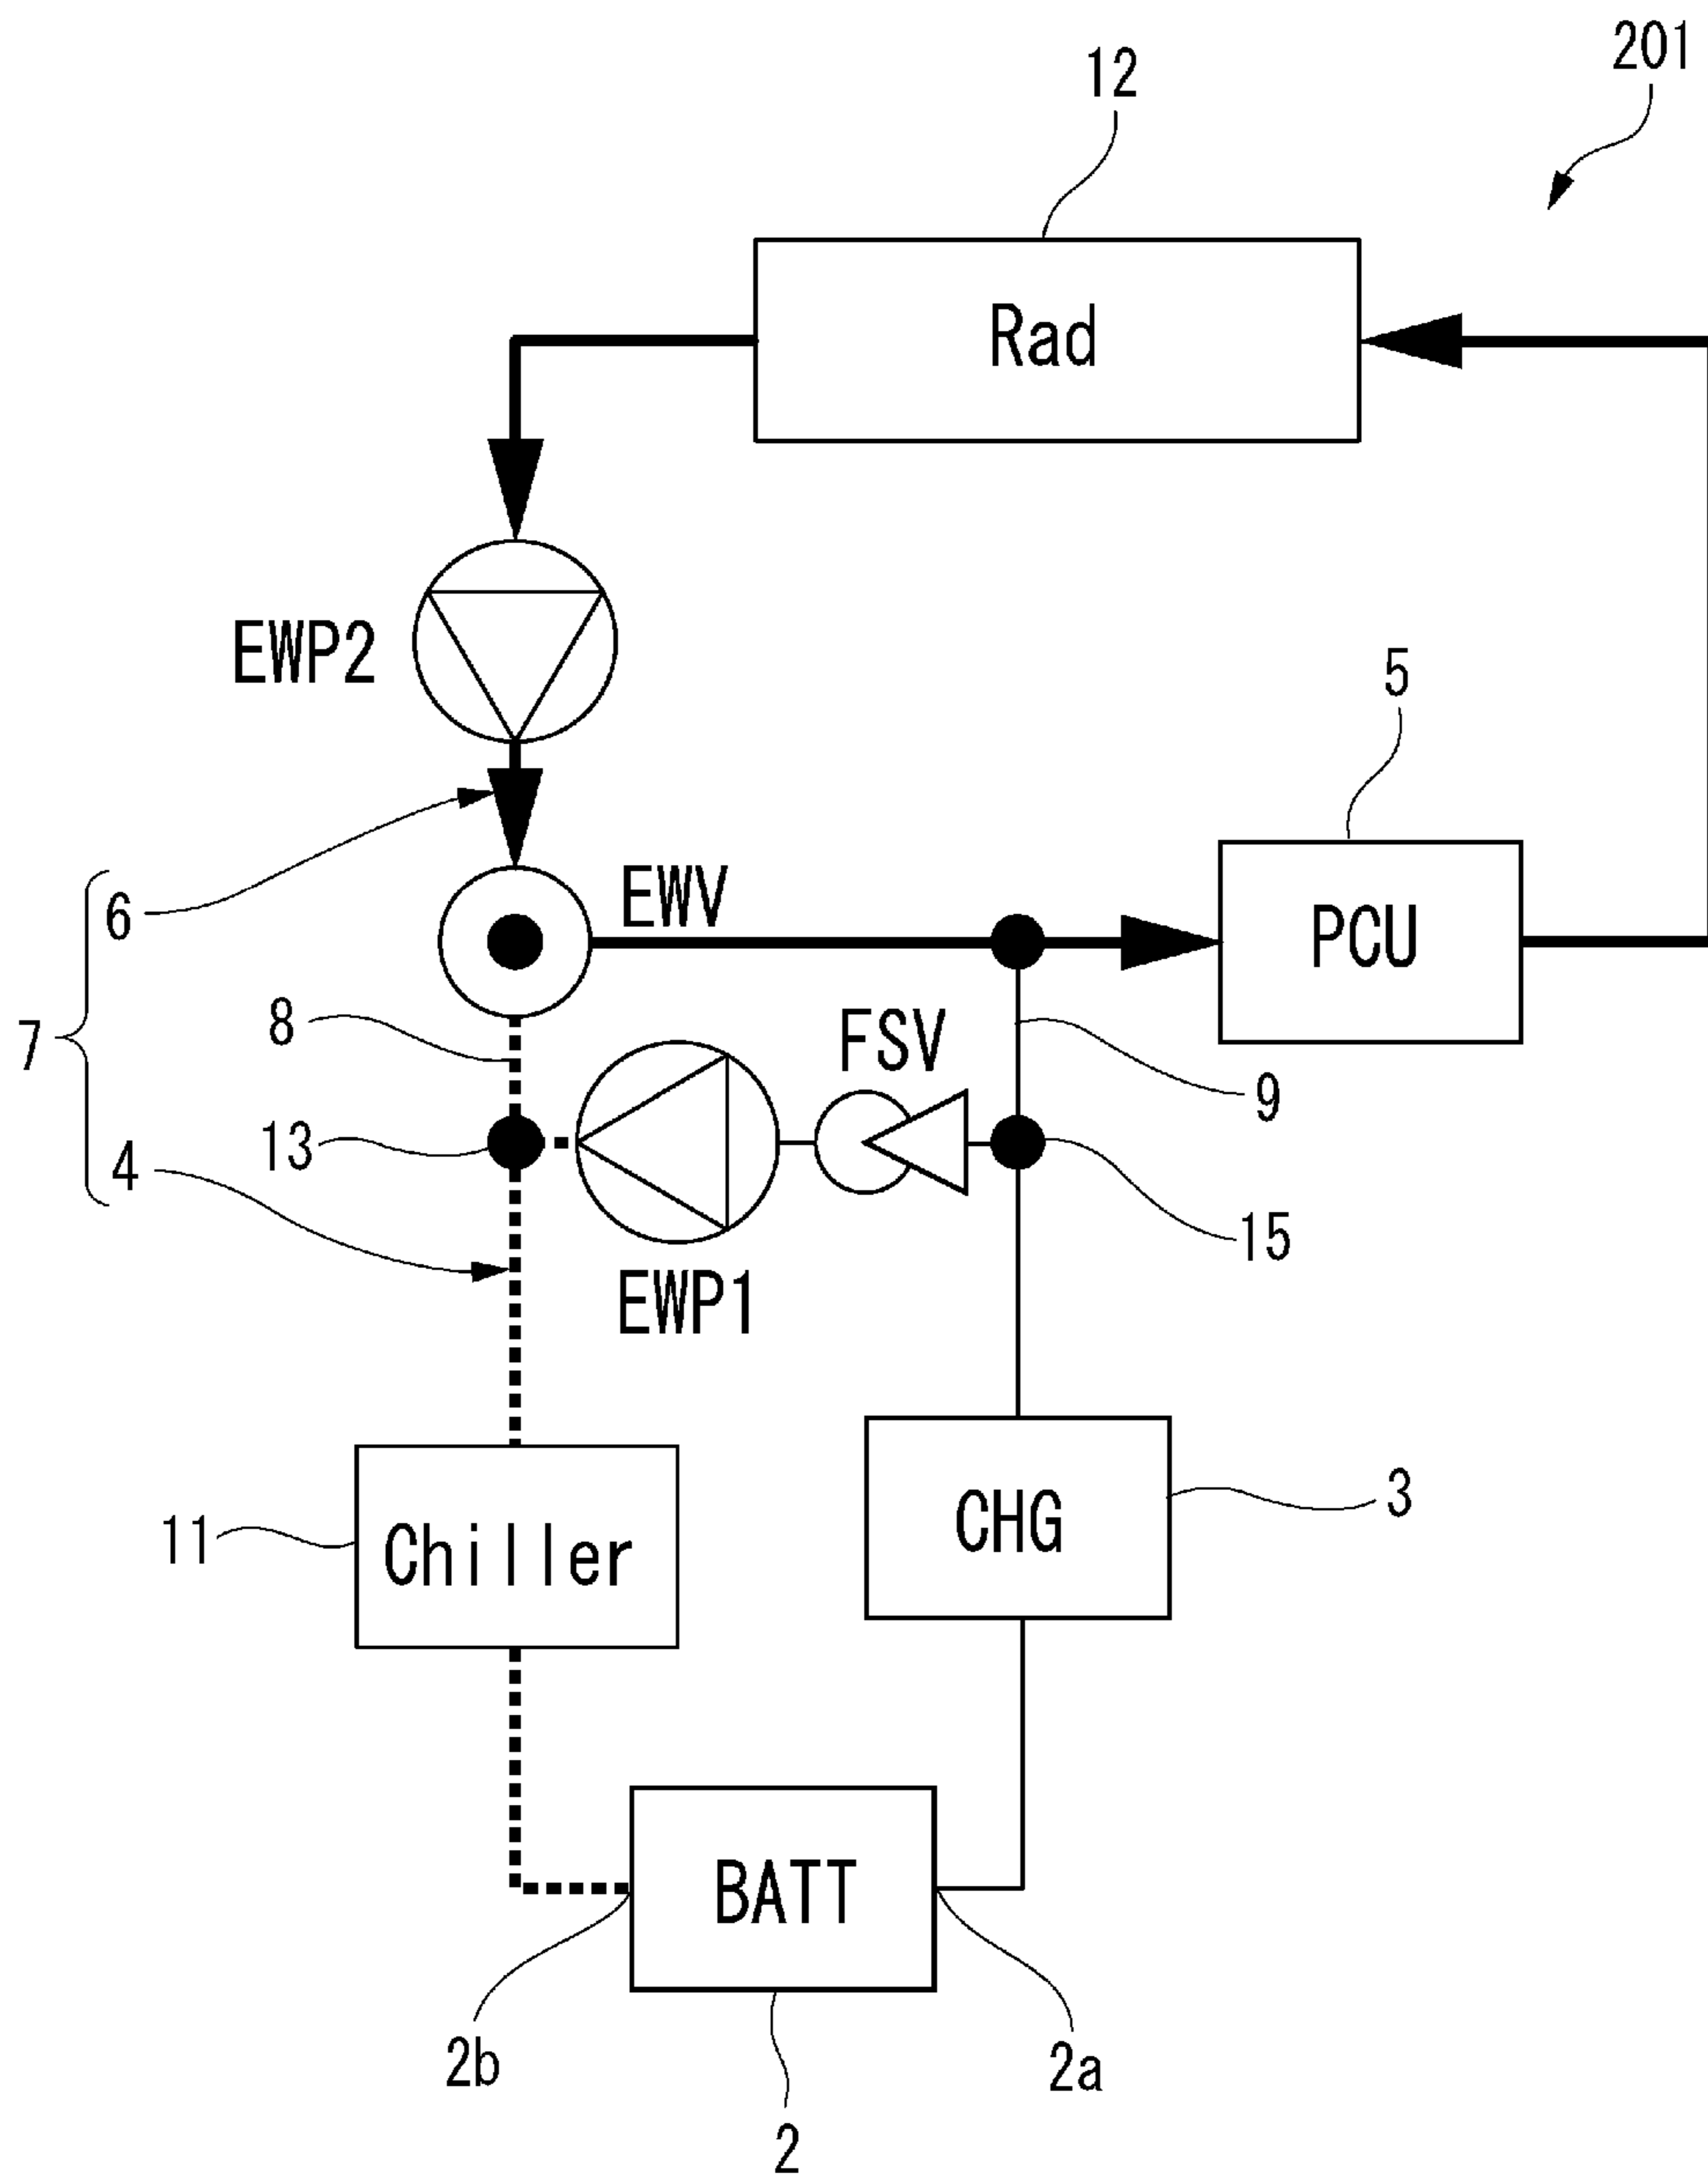 201
12
Rad
EWP2
5
6
EWV
PCU
7
8
FSV
9
13
4
15
EWP1
CHG
3
11
Chiller
BATT
2b
2a
2